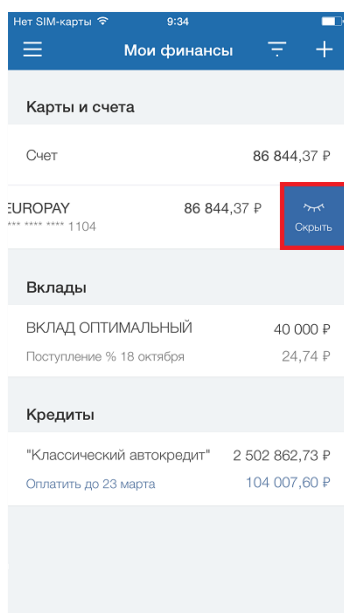 Нет SIM-карты 9:34
Мои финансы
Карты и счета
Счет 86 844,37 ₽
EUROPAY 86 844,37 ₽
*** **** **** 1104
Скрыть
Вклады
ВКЛАД ОПТИМАЛЬНЫЙ 40 000 ₽
Поступление % 18 октября 24,74 ₽
Кредиты
"Классический автокредит" 2 502 862,73 ₽
Оплатить до 23 марта 104 007,60 ₽